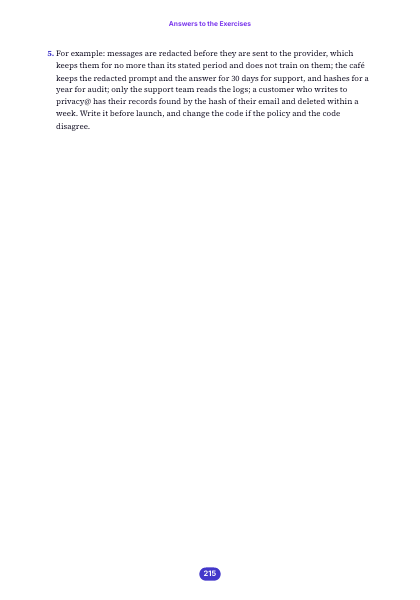 Answers to the Exercises
5. For example: messages are redacted before they are sent to the provider, which
keeps them for no more than its stated period and does not train on them; the café
keeps the redacted prompt and the answer for 30 days for support, and hashes for a
year for audit; only the support team reads the logs; a customer who writes to
privacy@ has their records found by the hash of their email and deleted within a
week. Write it before launch, and change the code if the policy and the code
disagree.
215